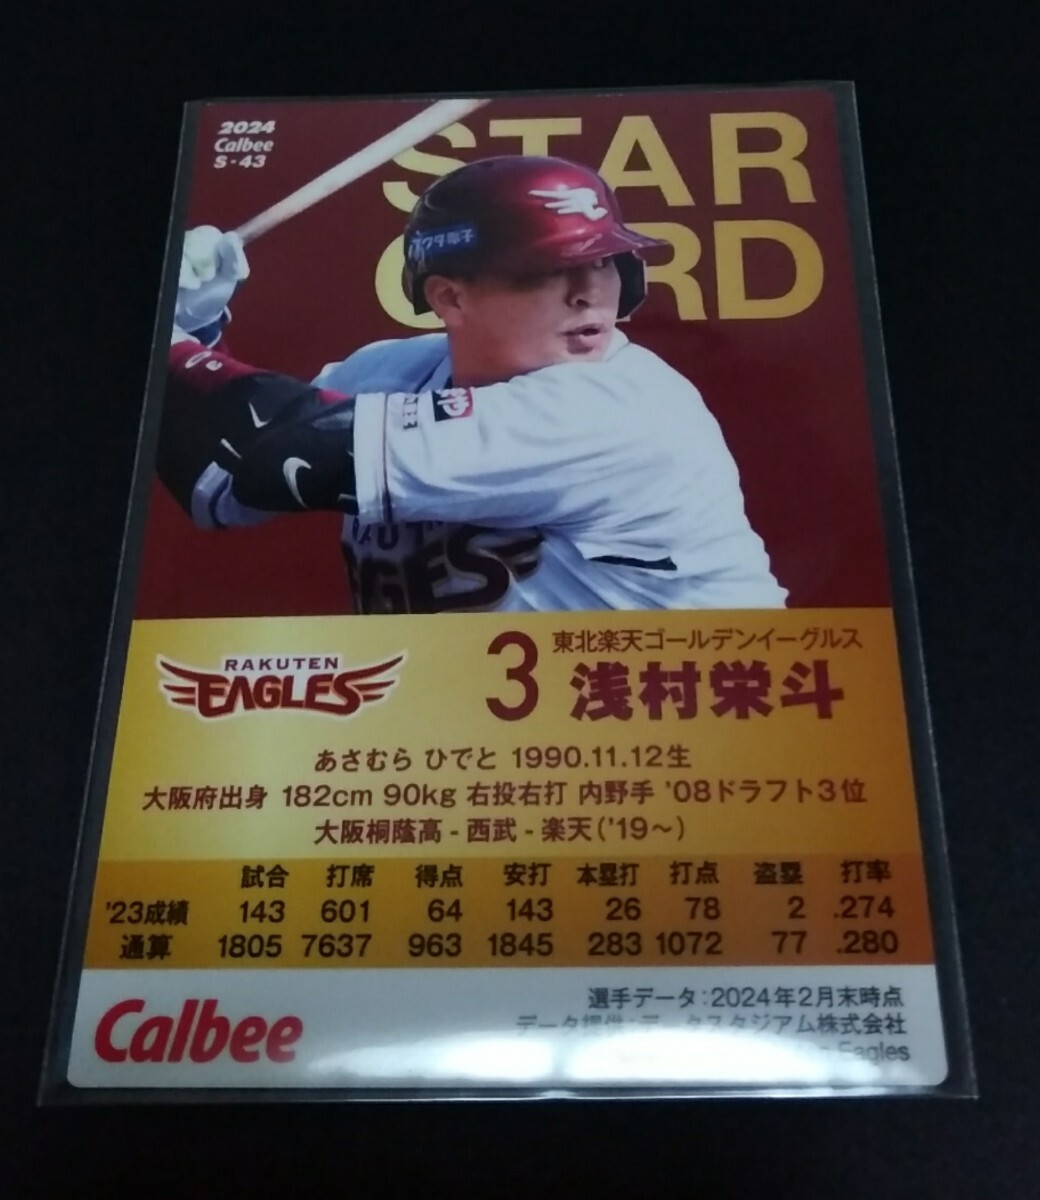 2024
Calbee
S-43
STAR
CARD
EAGLES
RAKUTEN
EAGLES
3
東北楽天ゴールデンイーグルス
浅村栄斗
あさむら ひでと 1990.11.12生
大阪府出身 182cm 90kg 右投右打 内野手 '08ドラフト3位
大阪桐蔭高 - 西武 - 楽天('19〜)
試合 打席 得点 安打 本塁打 打点 盗塁 打率
'23成績 143 601 64 143 26 78 2 .274
通算 1805 7637 963 1845 283 1072 77 .280
Calbee
選手データ:2024年2月末時点
データ提供:データスタジアム株式会社
Eagles